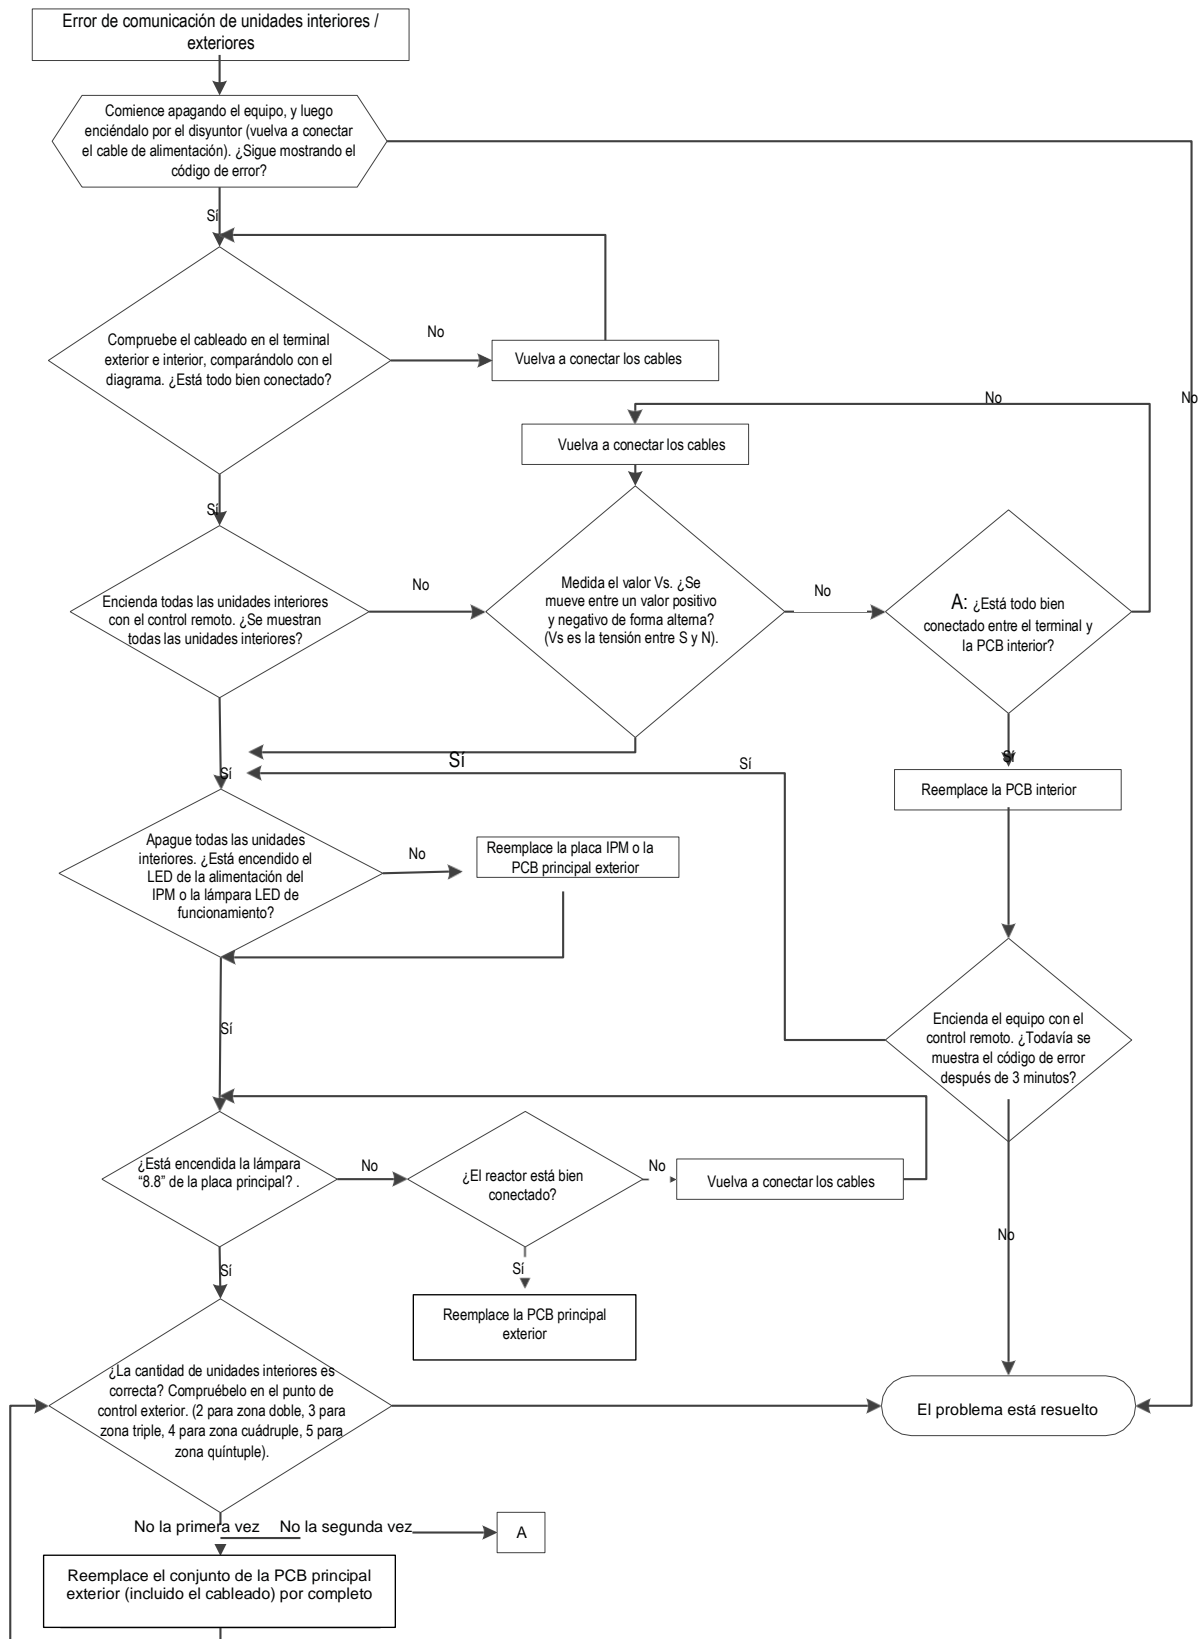 Error de comunicación de unidades interiores /
exteriores
Comience apagando el equipo, y luego
enciéndalo por el disyuntor (vuelva a conectar
el cable de alimentación). ¿Sigue mostrando el
código de error?
Sí
No
Compruebe el cableado en el terminal
exterior e interior, comparándolo con el
diagrama. ¿Está todo bien conectado?
No
Vuelva a conectar los cables
No
Vuelva a conectar los cables
Sí
Encienda todas las unidades interiores
con el control remoto. ¿Se muestran
todas las unidades interiores?
No
Medida el valor Vs. ¿Se
mueve entre un valor positivo
y negativo de forma alterna?
(Vs es la tensión entre S y N).
No
A: ¿Está todo bien
conectado entre el terminal y
la PCB interior?
Sí
Sí
Sí
Sí
Reemplace la PCB interior
Apague todas las unidades
interiores. ¿Está encendido el
LED de la alimentación del
IPM o la lámpara LED de
funcionamiento?
No
Reemplace la placa IPM o la
PCB principal exterior
Sí
Encienda el equipo con el
control remoto. ¿Todavía se
muestra el código de error
después de 3 minutos?
¿Está encendida la lámpara
“8.8” de la placa principal? .
No
¿El reactor está bien
conectado?
No
Vuelva a conectar los cables
No
Sí
Sí
Reemplace la PCB principal
exterior
¿La cantidad de unidades interiores es
correcta? Compruébelo en el punto de
control exterior. (2 para zona doble, 3 para
zona triple, 4 para zona cuádruple, 5 para
zona quíntuple).
El problema está resuelto
No la primera vez
No la segunda vez
A
Reemplace el conjunto de la PCB principal
exterior (incluido el cableado) por completo